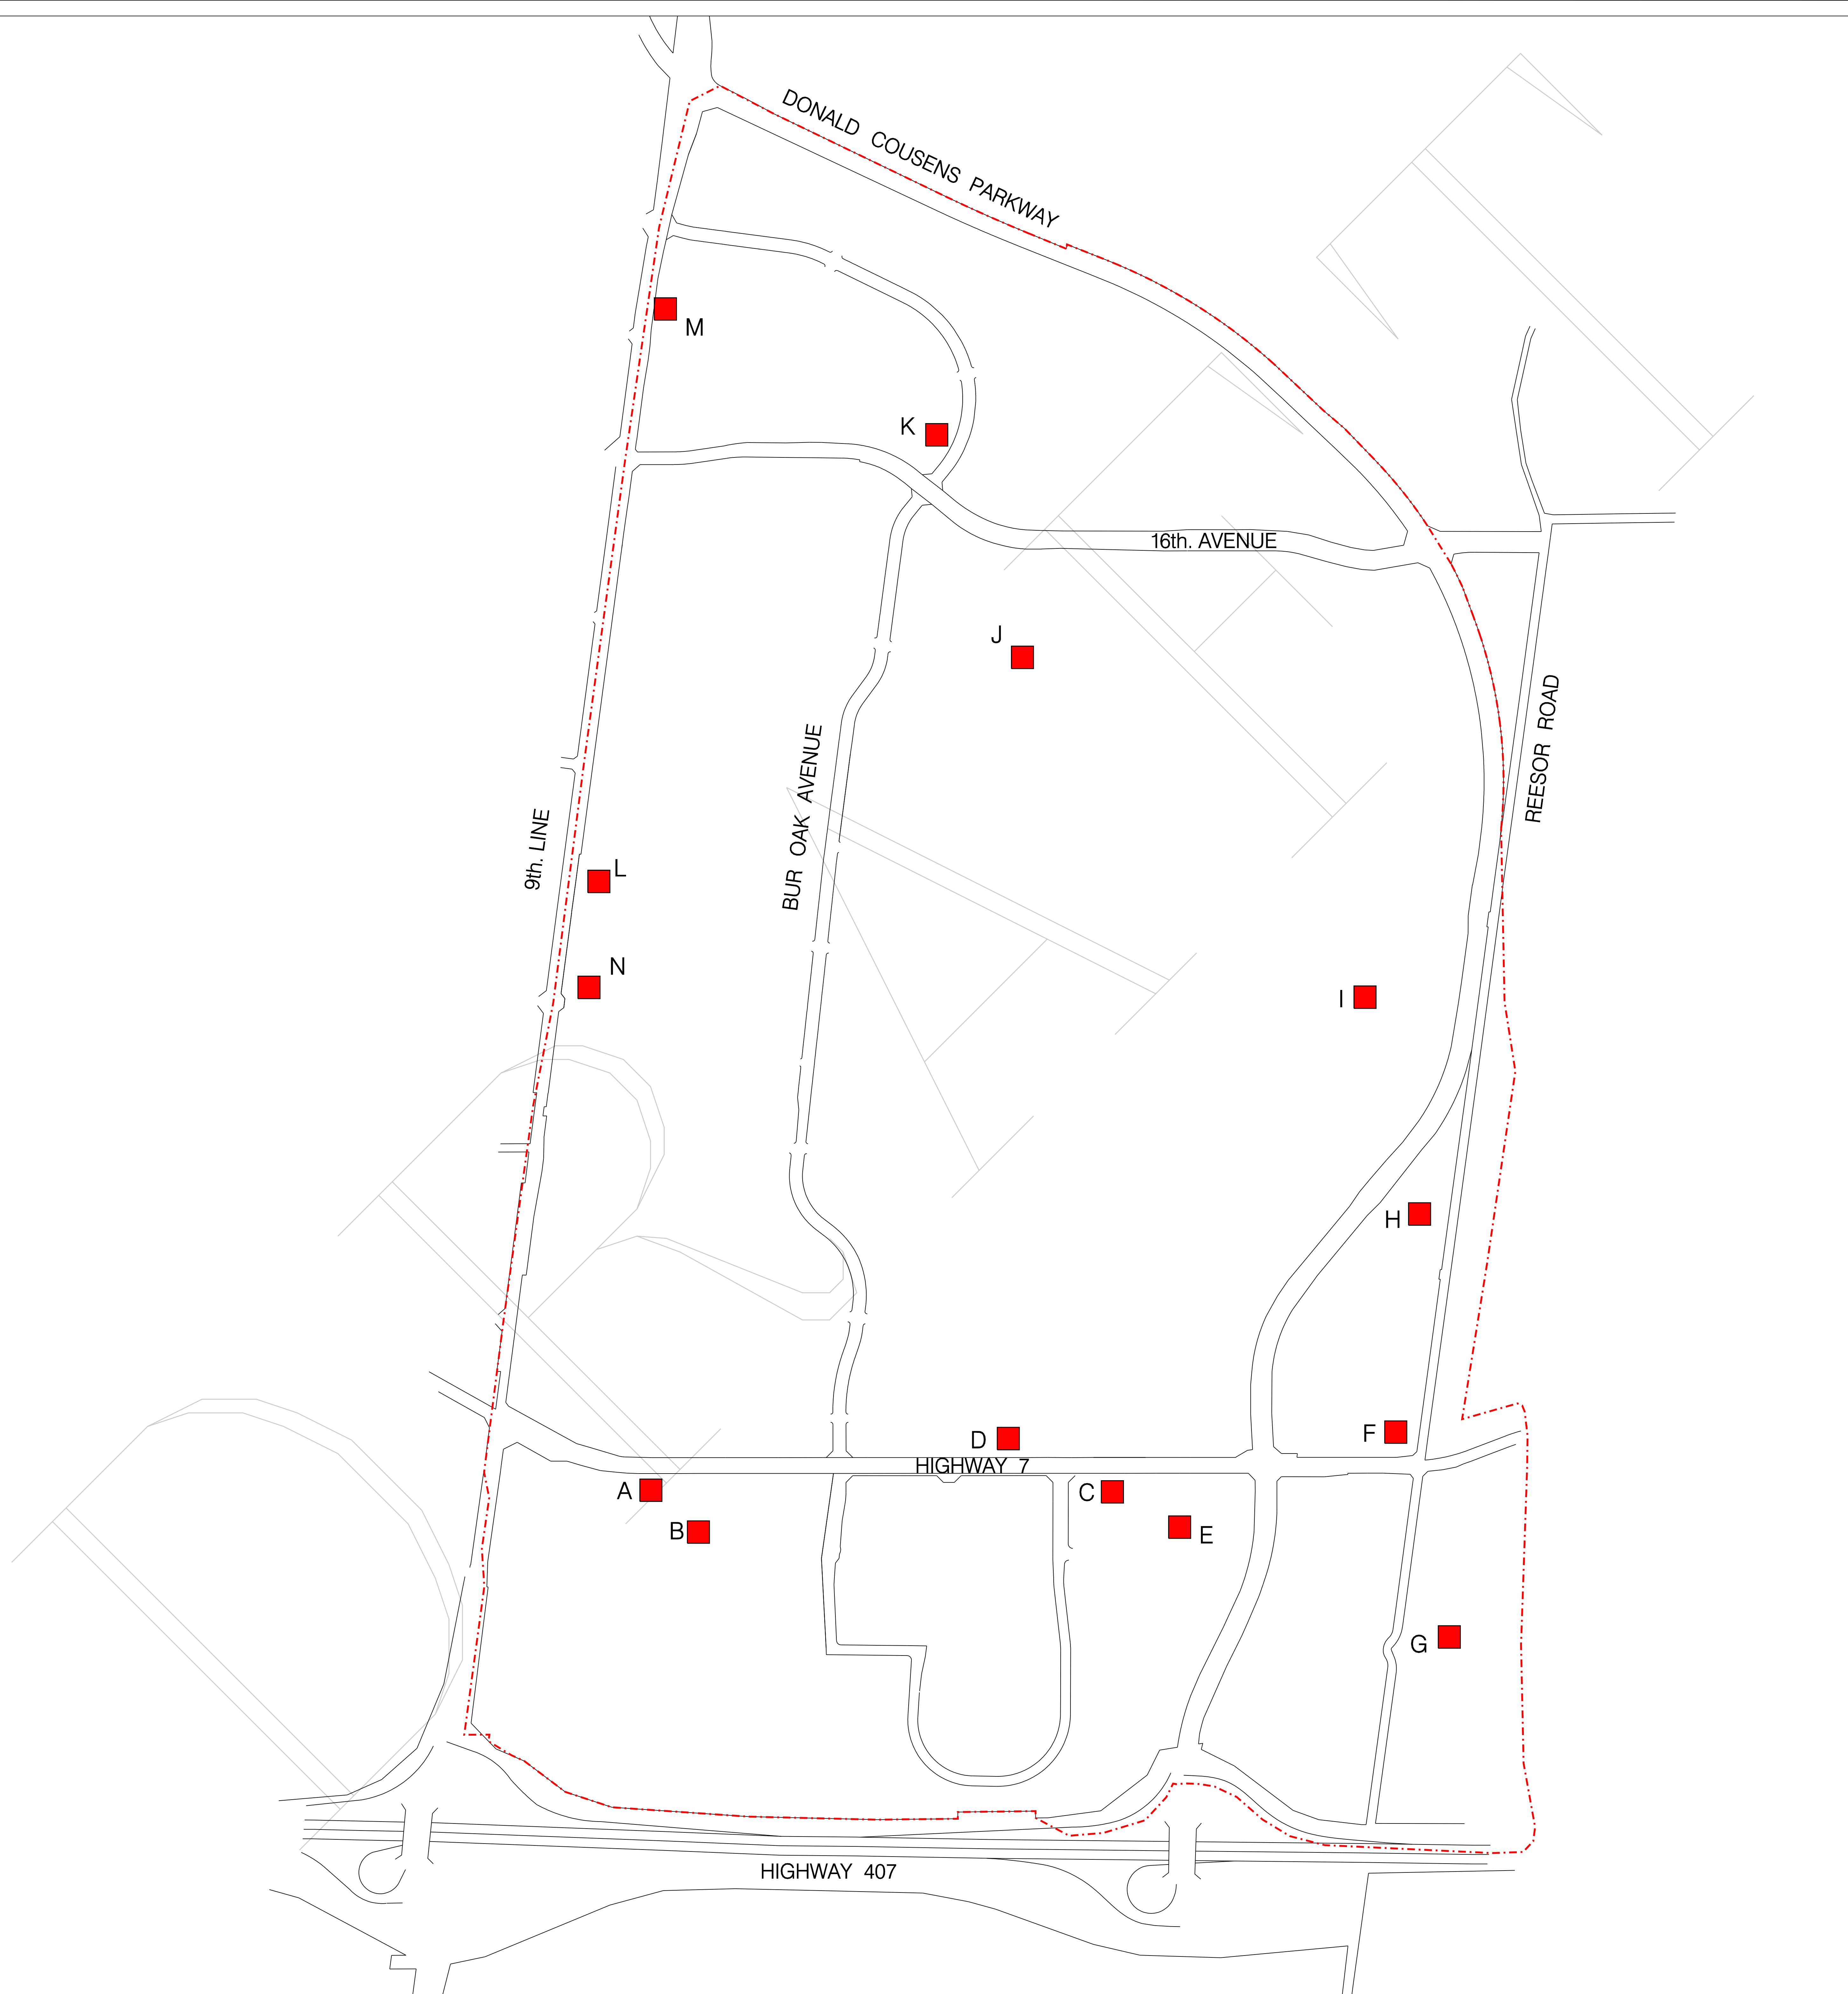 DONALD COUSENS PARKWAY
M
K
16th. AVENUE
J
REESOR ROAD
BUR OAK AVENUE
9th. LINE
L
N
I
H
F
D
HIGHWAY 7
A
C
B
E
G
HIGHWAY 407